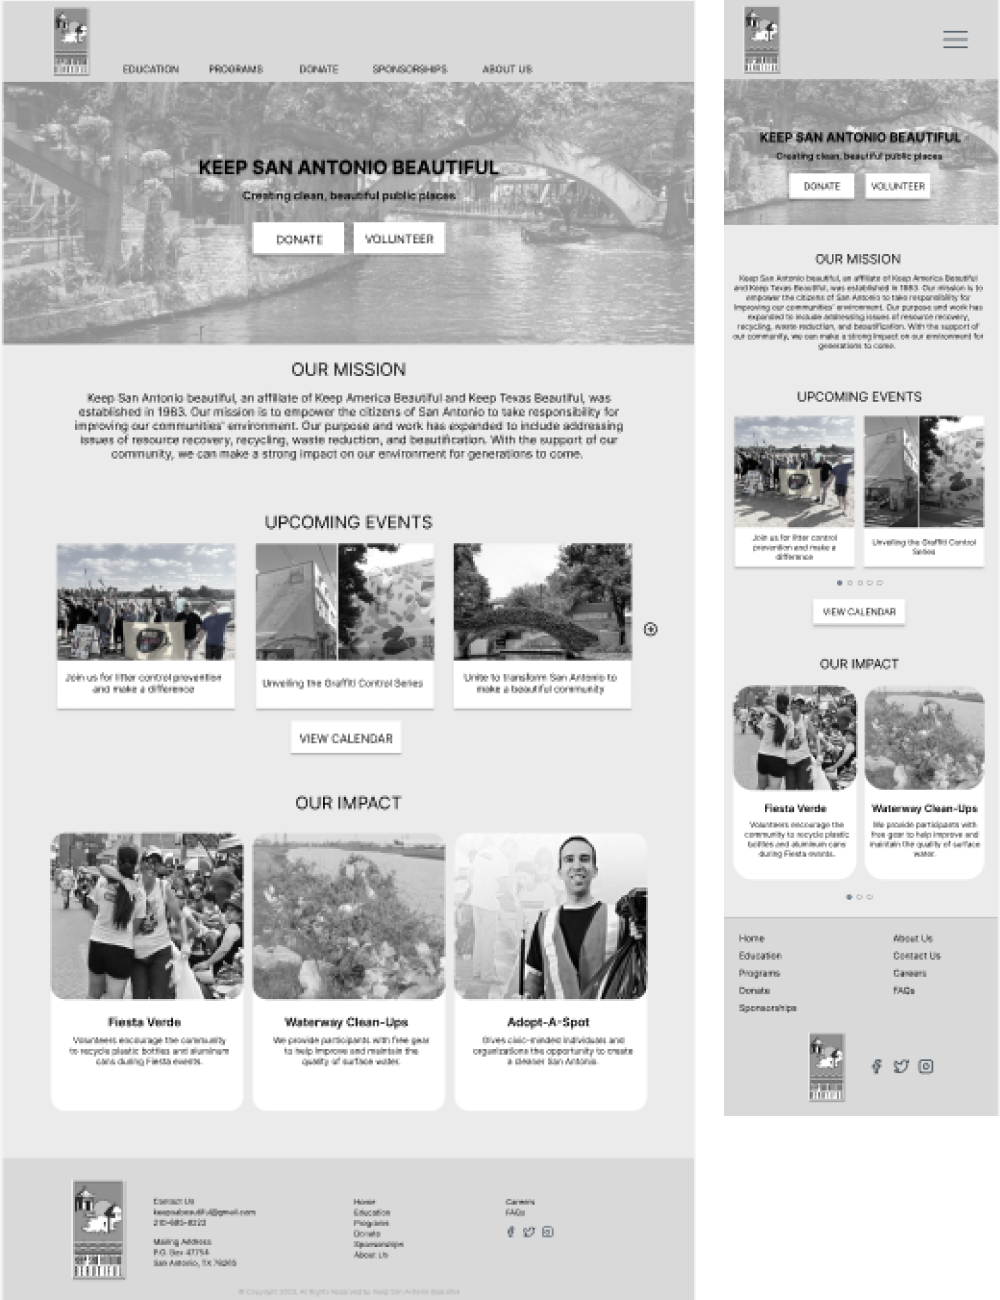 EDUCATION PROGRAMS DONATE SPONSORSHIPS ABOUT US
KEEP SAN ANTONIO BEAUTIFUL
Creating clean, beautiful public places
DONATE VOLUNTEER
OUR MISSION
Keep San Antonio beautiful, an affiliate of Keep America Beautiful and Keep Texas Beautiful, was
established in 1983. Our mission is to empower the citizens of San Antonio to take responsibility for
improving our communities' environment. Our purpose and work has expanded to include addressing
issues of resource recovery, recycling, waste reduction, and beautification. With the support of our
community, we can make a strong impact on our environment for generations to come.
UPCOMING EVENTS
Join us for litter control prevention
and make a difference
Unveiling the Graffiti Control Series
Unite to transform San Antonio to
make a beautiful community
VIEW CALENDAR
OUR IMPACT
Fiesta Verde
Volunteers encourage the community
to recycle plastic bottles and aluminum
cans during Fiesta events.
Waterway Clean-Ups
We provide participants with free gear
to help improve and maintain the
quality of surface water.
Adopt-A-Spot
Gives civic-minded individuals and
organizations the opportunity to create
a cleaner San Antonio.
Contact Us
keepsabeautiful@gmail.com
Mailing Address
P.O. Box 47754
San Antonio, TX 78265
Home
Education
Programs
Donate
Sponsorships
About Us
Careers
FAQs
© Copyright 2023, All Rights Reserved by Keep San Antonio Beautiful
KEEP SAN ANTONIO BEAUTIFUL
Creating clean, beautiful public places
DONATE VOLUNTEER
OUR MISSION
Keep San Antonio beautiful, an affiliate of Keep America Beautiful
and Keep Texas Beautiful, was established in 1983. Our mission is to
empower the citizens of San Antonio to take responsibility for
improving our communities' environment. Our purpose and work has
expanded to include addressing issues of resource recovery,
recycling, waste reduction, and beautification. With the support of
our community, we can make a strong impact on our environment for
generations to come.
UPCOMING EVENTS
Join us for litter control
prevention and make a
difference
Unveiling the Graffiti Control
Series
VIEW CALENDAR
OUR IMPACT
Fiesta Verde
Volunteers encourage the
community to recycle plastic
bottles and aluminum cans
during Fiesta events.
Waterway Clean-Ups
We provide participants with
free gear to help improve and
maintain the quality of surface
water.
Home
Education
Programs
Donate
Sponsorships
About Us
Contact Us
Careers
FAQs